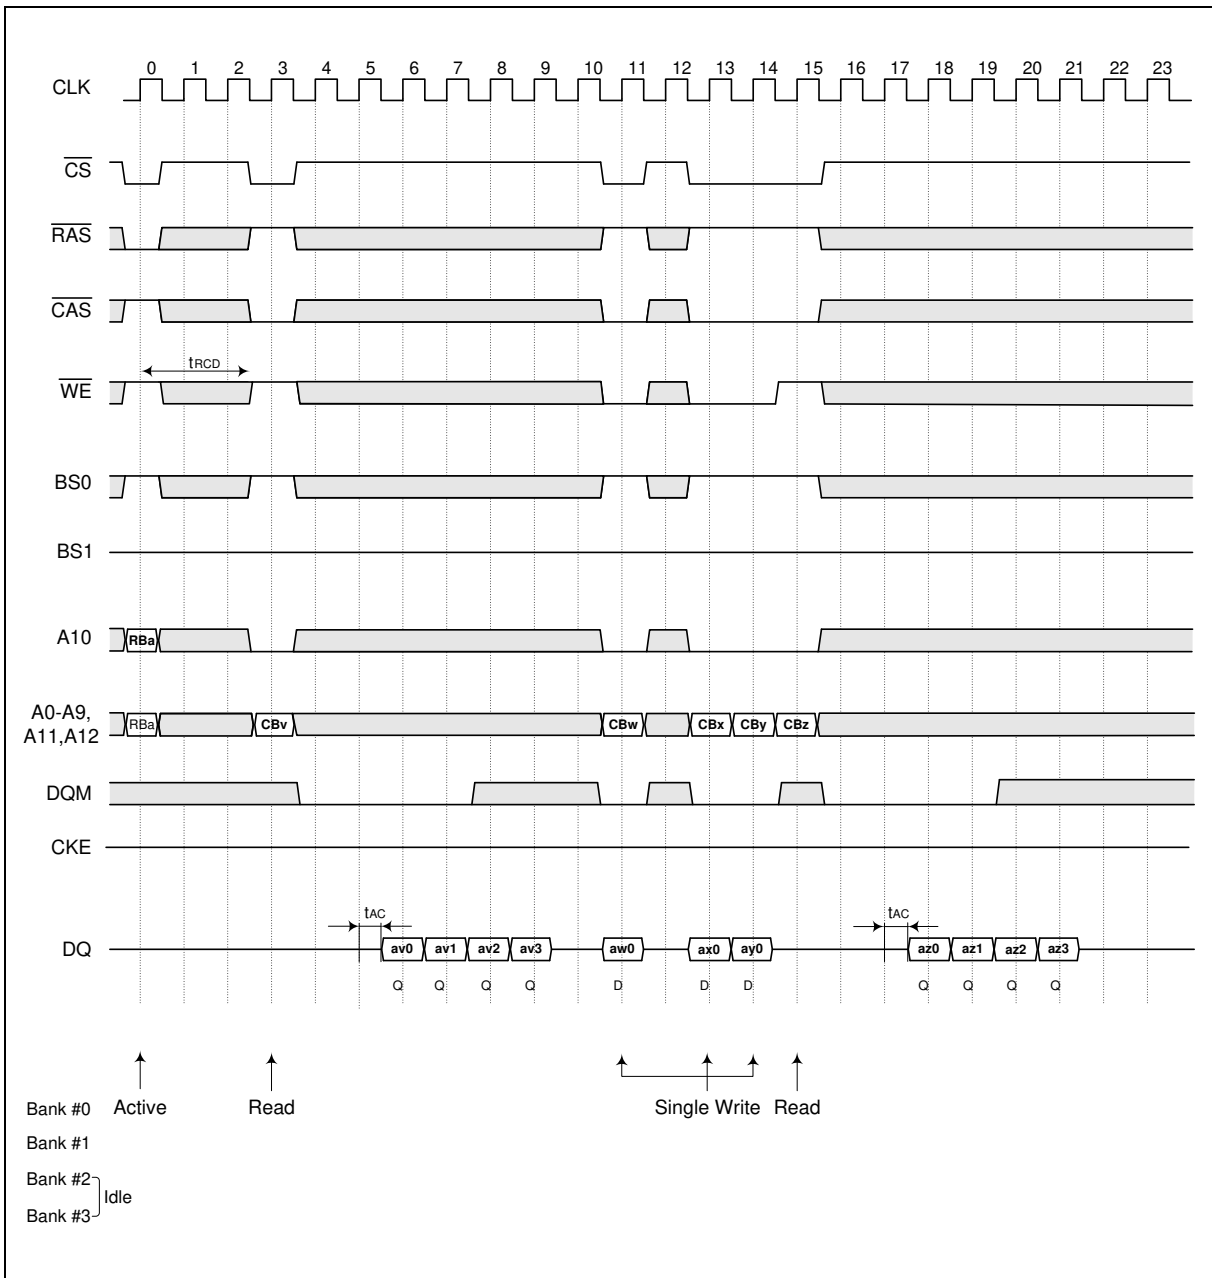 0 1 2 3 4 5 6 7 8 9 10 11 12 13 14 15 16 17 18 19 20 21 22 23
CLK
CS
RAS
CAS
tRCD
WE
BS0
BS1
A10 RBa
A0-A9,
A11,A12 RBa CBv CBw CBx CBy CBz
DQM
CKE
tAC tAC
DQ av0 av1 av2 av3 aw0 ax0 ay0 az0 az1 az2 az3
Q Q Q Q D D D Q Q Q Q
Bank #0 Active Read Single Write Read
Bank #1
Bank #2
Idle
Bank #3